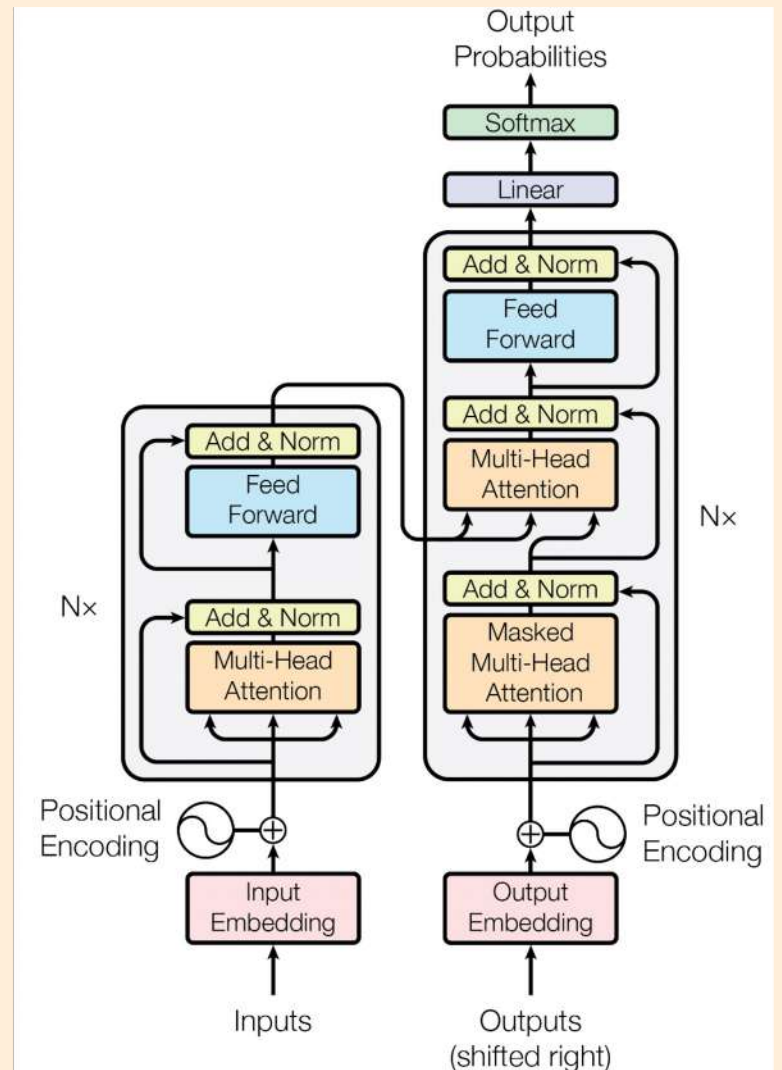 Output
Probabilities
Softmax
Linear
Add & Norm
Feed
Forward
Add & Norm
Multi-Head
Attention
Add & Norm
Masked
Multi-Head
Attention
N×
Add & Norm
Feed
Forward
Add & Norm
Multi-Head
Attention
N×
Positional
Encoding
Positional
Encoding
Input
Embedding
Output
Embedding
Inputs
Outputs
(shifted right)